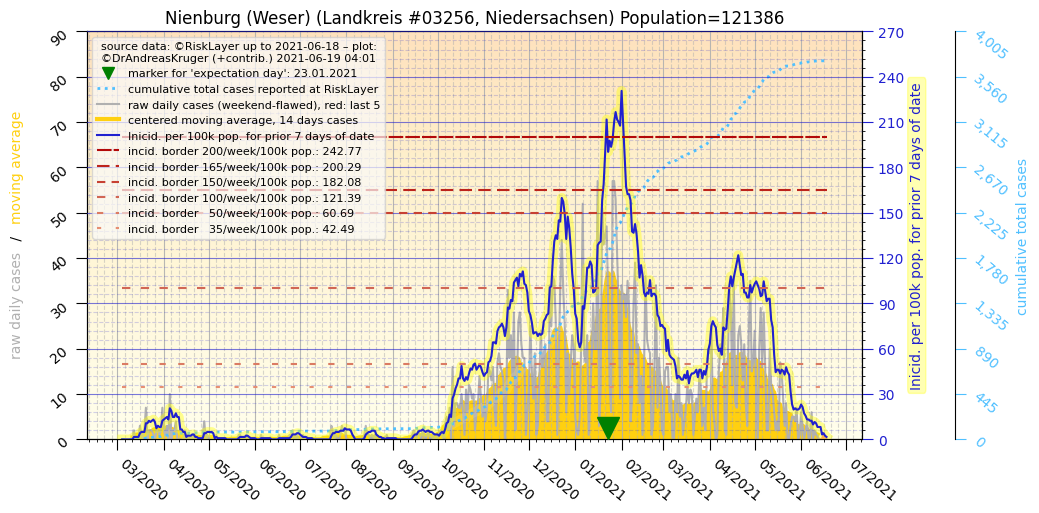 Nienburg (Weser) (Landkreis #03256, Niedersachsen) Population=121386
source data: ©RiskLayer up to 2021-06-18 – plot:
©DrAndreasKruger (+contrib.) 2021-06-19 04:01
marker for 'expectation day': 23.01.2021
cumulative total cases reported at RiskLayer
raw daily cases (weekend-flawed), red: last 5
centered moving average, 14 days cases
Inicid. per 100k pop. for prior 7 days of date
incid. border 200/week/100k pop.: 242.77
incid. border 165/week/100k pop.: 200.29
incid. border 150/week/100k pop.: 182.08
incid. border 100/week/100k pop.: 121.39
incid. border   50/week/100k pop.: 60.69
incid. border   35/week/100k pop.: 42.49
raw daily cases / moving average
90
80
70
60
50
40
30
20
10
0
03/2020
04/2020
05/2020
06/2020
07/2020
08/2020
09/2020
10/2020
11/2020
12/2020
01/2021
02/2021
03/2021
04/2021
05/2021
06/2021
07/2021
270
240
210
180
150
120
90
60
30
0
Inicid. per 100k pop. for prior 7 days of date
4,005
3,560
3,115
2,670
2,225
1,780
1,335
890
445
0
cumulative total cases